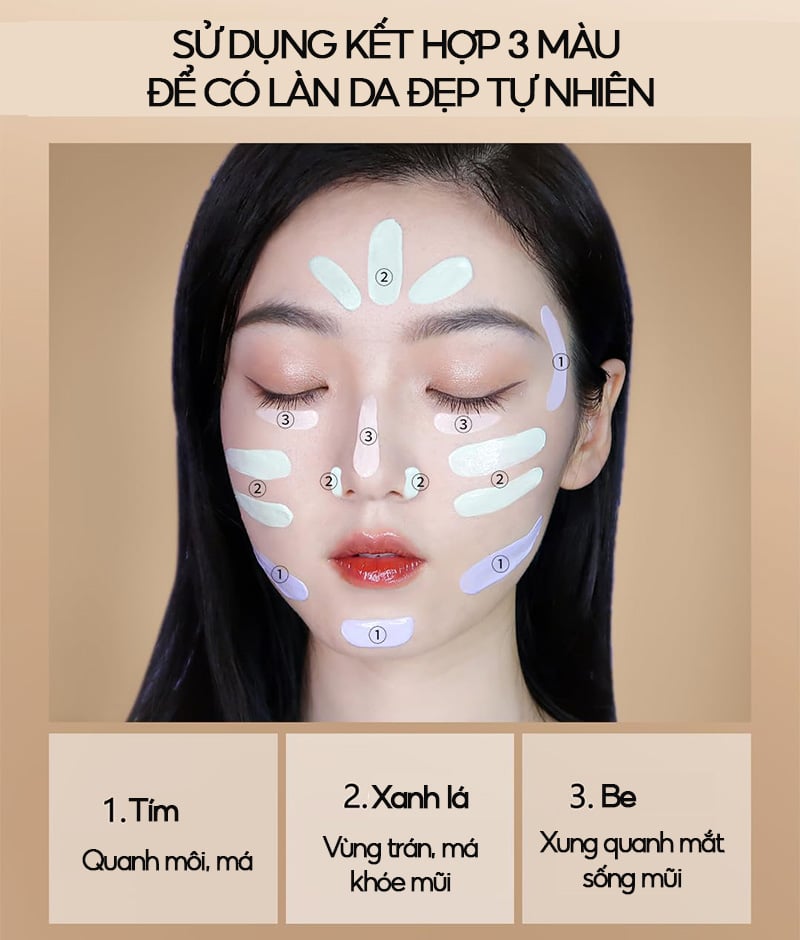 SỬ DỤNG KẾT HỢP 3 MÀU
ĐỂ CÓ LÀN DA ĐẸP TỰ NHIÊN
②
①
③
③
③
②
②
②
②
①
①
①
1. Tím
Quanh môi, má
2. Xanh lá
Vùng trán, má
khóe mũi
3. Be
Xung quanh mắt
sống mũi